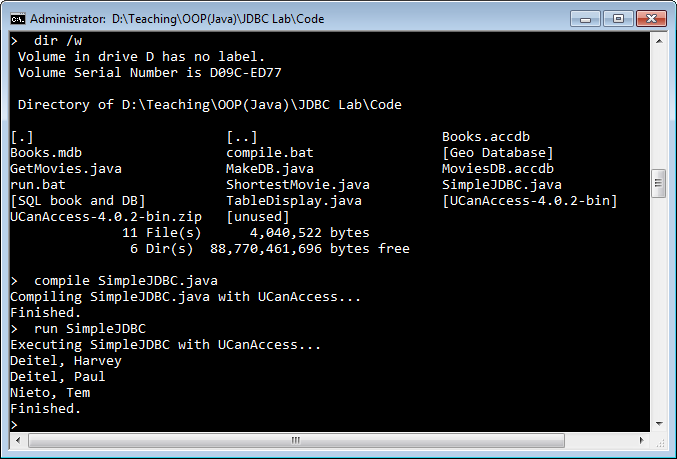 Administrator: D:\Teaching\OOP(Java)\JDBC Lab\Code
>  dir /w
 Volume in drive D has no label.
 Volume Serial Number is D09C-ED77
 Directory of D:\Teaching\OOP(Java)\JDBC Lab\Code
[.]                        [..]                       Books.accdb
Books.mdb                  compile.bat                [Geo Database]
GetMovies.java             MakeDB.java                MoviesDB.accdb
run.bat                    ShortestMovie.java         SimpleJDBC.java
[SQL book and DB]          TableDisplay.java          [UCanAccess-4.0.2-bin]
UCanAccess-4.0.2-bin.zip   [unused]
              11 File(s)      4,040,522 bytes
               6 Dir(s)  88,770,461,696 bytes free
>  compile SimpleJDBC.java
Compiling SimpleJDBC.java with UCanAccess...
Finished.
>  run SimpleJDBC
Executing SimpleJDBC with UCanAccess...
Deitel, Harvey
Deitel, Paul
Nieto, Tem
Finished.
>